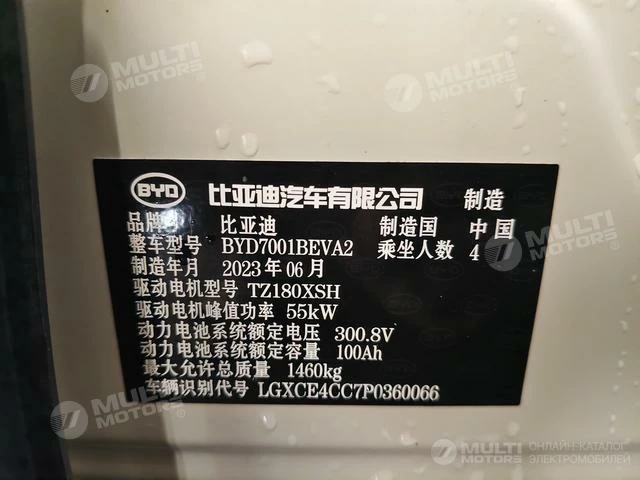 MULTI MOTORS
MULTI MOTORS
BYD 比亚迪汽车有限公司 制造
品牌 比亚迪 制造国 中国
整车型号 BYD7001BEVA2 乘坐人数 4
制造年月 2023年06月
驱动电机型号 TZ180XSH
驱动电机峰值功率 55kW
动力电池系统额定电压 300.8V
动力电池系统额定容量 100Ah
最大允许总质量 1460kg
车辆识别代号 LGXCE4CC7P0360066
MULTI MOTORS
MULTI MOTORS
MULTI MOTORS ОНЛАЙН-КАТАЛОГ ЭЛЕКТРОМОБИЛЕЙ